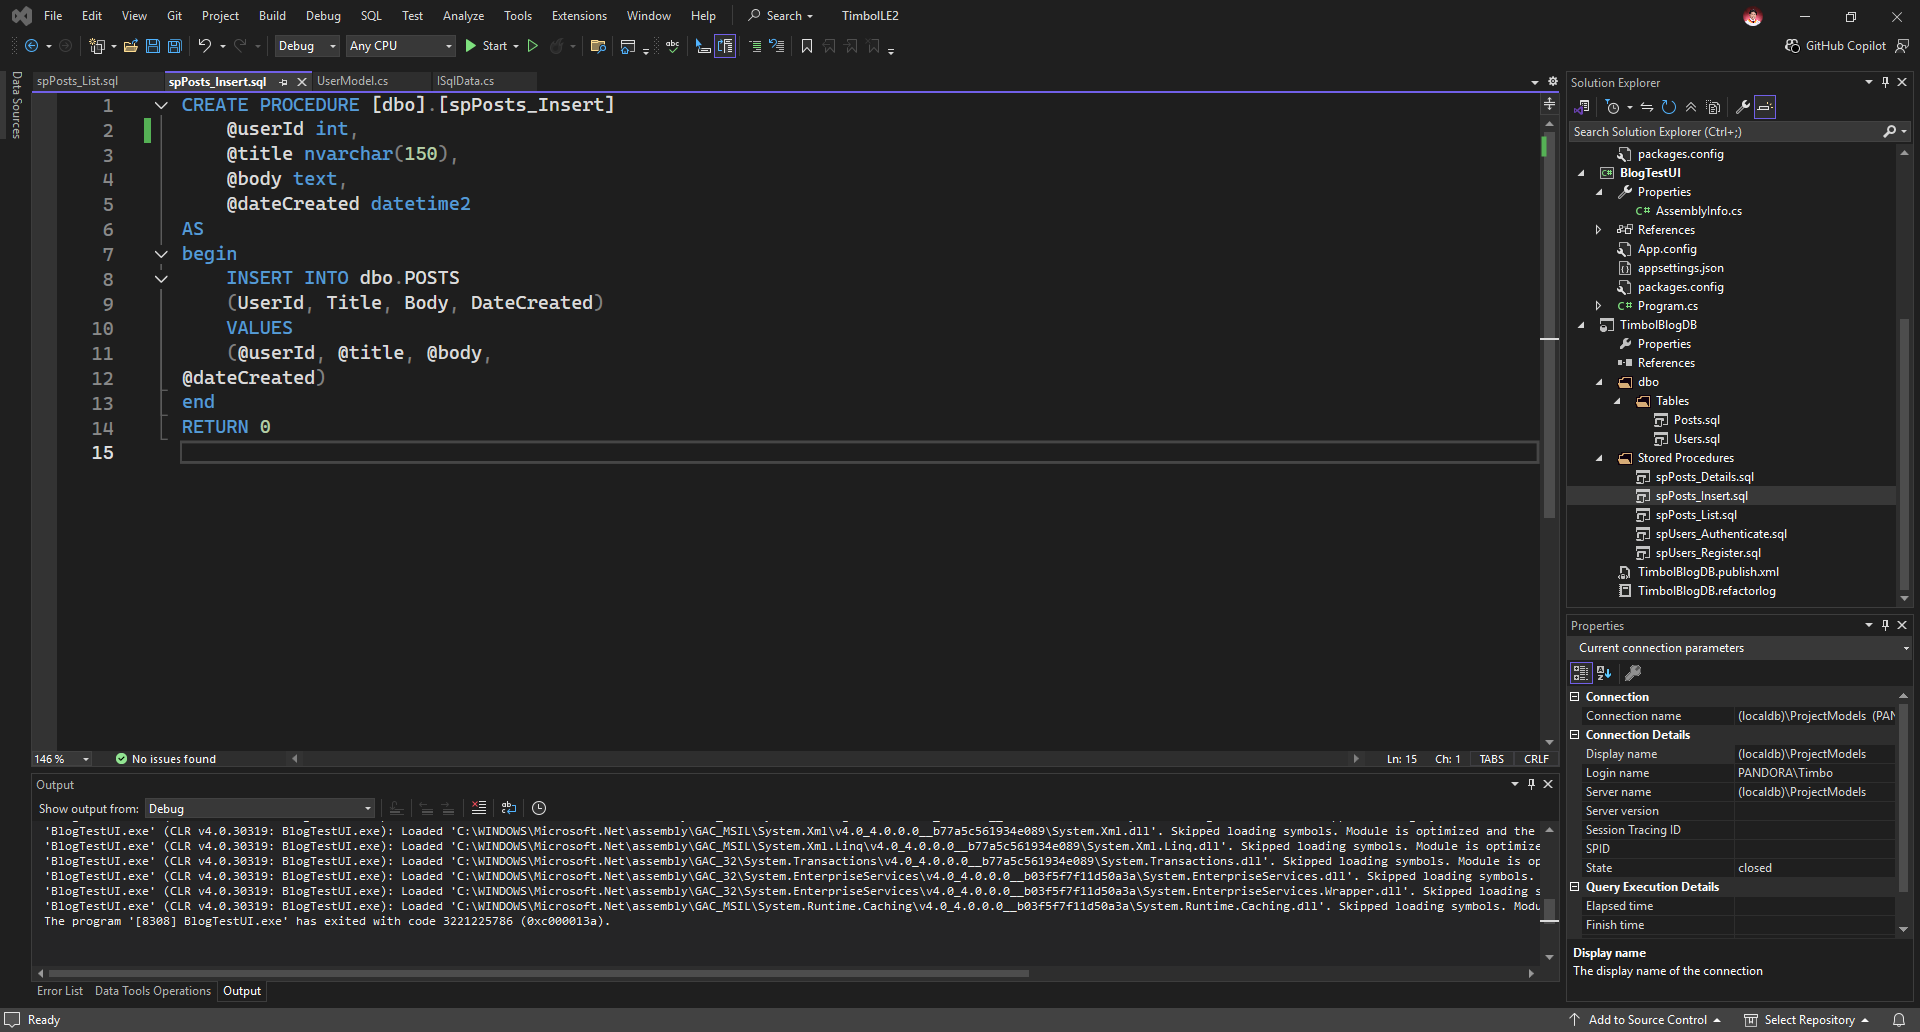 File Edit View Git Project Build Debug SQL Test Analyze Tools Extensions Window Help Search TimbolLE2
Debug Any CPU Start GitHub Copilot
Data Sources
spPosts_List.sql spPosts_Insert.sql UserModel.cs ISqlData.cs
1 CREATE PROCEDURE [dbo].[spPosts_Insert]
2 @userId int,
3 @title nvarchar(150),
4 @body text,
5 @dateCreated datetime2
6 AS
7 begin
8 INSERT INTO dbo.POSTS
9 (UserId, Title, Body, DateCreated)
10 VALUES
11 (@userId, @title, @body,
12 @dateCreated)
13 end
14 RETURN 0
15
146 % No issues found Ln: 15 Ch: 1 TABS CRLF
Output
Show output from: Debug
'BlogTestUI.exe' (CLR v4.0.30319: BlogTestUI.exe): Loaded 'C:\WINDOWS\Microsoft.Net\assembly\GAC_MSIL\System.Xml\v4.0_4.0.0.0__b77a5c561934e089\System.Xml.dll'. Skipped loading symbols. Module is optimized and the
'BlogTestUI.exe' (CLR v4.0.30319: BlogTestUI.exe): Loaded 'C:\WINDOWS\Microsoft.Net\assembly\GAC_MSIL\System.Xml.Linq\v4.0_4.0.0.0__b77a5c561934e089\System.Xml.Linq.dll'. Skipped loading symbols. Module is optimize
'BlogTestUI.exe' (CLR v4.0.30319: BlogTestUI.exe): Loaded 'C:\WINDOWS\Microsoft.Net\assembly\GAC_32\System.Transactions\v4.0_4.0.0.0__b77a5c561934e089\System.Transactions.dll'. Skipped loading symbols. Module is op
'BlogTestUI.exe' (CLR v4.0.30319: BlogTestUI.exe): Loaded 'C:\WINDOWS\Microsoft.Net\assembly\GAC_32\System.EnterpriseServices\v4.0_4.0.0.0__b03f5f7f11d50a3a\System.EnterpriseServices.dll'. Skipped loading symbols.
'BlogTestUI.exe' (CLR v4.0.30319: BlogTestUI.exe): Loaded 'C:\WINDOWS\Microsoft.Net\assembly\GAC_32\System.EnterpriseServices\v4.0_4.0.0.0__b03f5f7f11d50a3a\System.EnterpriseServices.Wrapper.dll'. Skipped loading s
'BlogTestUI.exe' (CLR v4.0.30319: BlogTestUI.exe): Loaded 'C:\WINDOWS\Microsoft.Net\assembly\GAC_MSIL\System.Runtime.Caching\v4.0_4.0.0.0__b03f5f7f11d50a3a\System.Runtime.Caching.dll'. Skipped loading symbols. Modu
The program '[8308] BlogTestUI.exe' has exited with code 3221225786 (0xc000013a).
Error List Data Tools Operations Output
Solution Explorer
Search Solution Explorer (Ctrl+;)
packages.config
BlogTestUI
Properties
AssemblyInfo.cs
References
App.config
appsettings.json
packages.config
Program.cs
TimbolBlogDB
Properties
References
dbo
Tables
Posts.sql
Users.sql
Stored Procedures
spPosts_Details.sql
spPosts_Insert.sql
spPosts_List.sql
spUsers_Authenticate.sql
spUsers_Register.sql
TimbolBlogDB.publish.xml
TimbolBlogDB.refactorlog
Properties
Current connection parameters
Connection
Connection name (localdb)\ProjectModels (PAN
Connection Details
Display name (localdb)\ProjectModels
Login name PANDORA\Timbo
Server name (localdb)\ProjectModels
Server version
Session Tracing ID
SPID
State closed
Query Execution Details
Elapsed time
Finish time
Display name
The display name of the connection
Ready Add to Source Control Select Repository